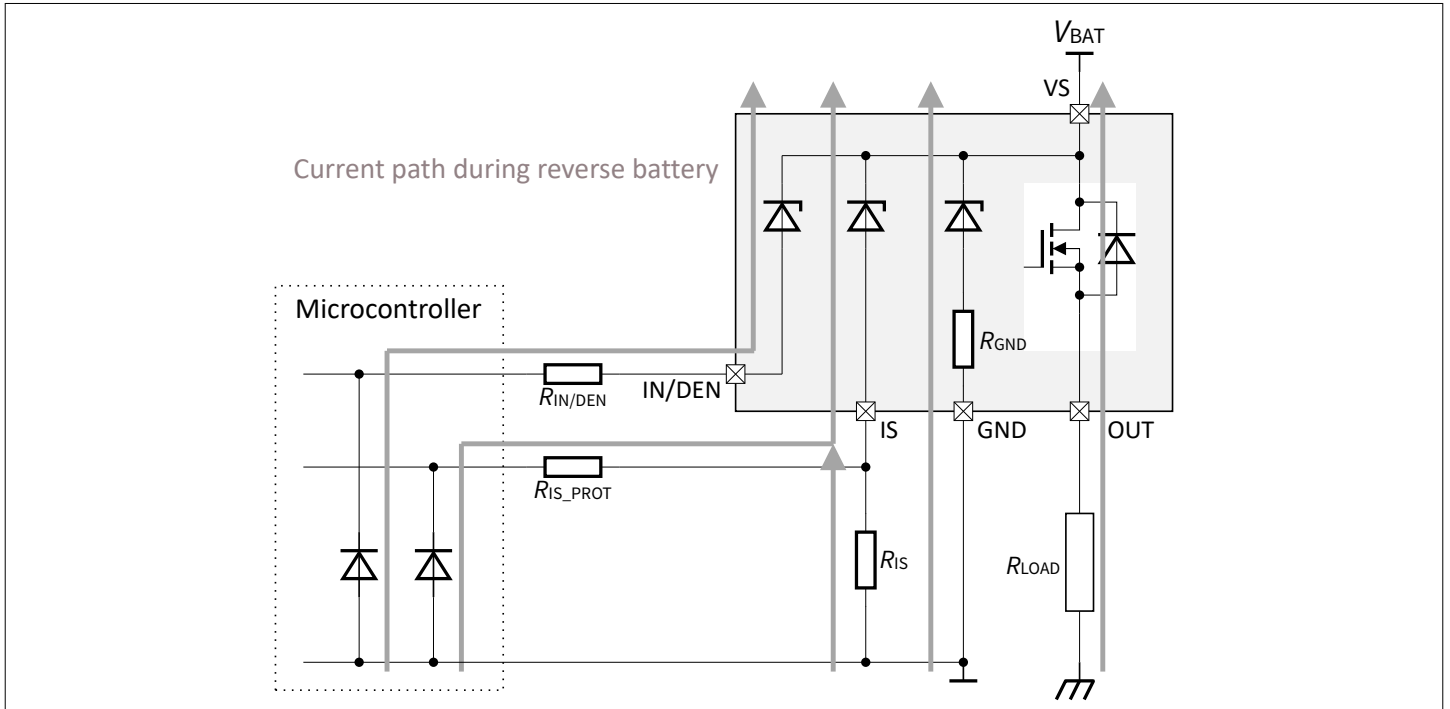 VBAT
VS
Current path during reverse battery
Microcontroller
RGND
RIN/DEN
IN/DEN
IS
GND
OUT
RIS_PROT
RIS
RLOAD